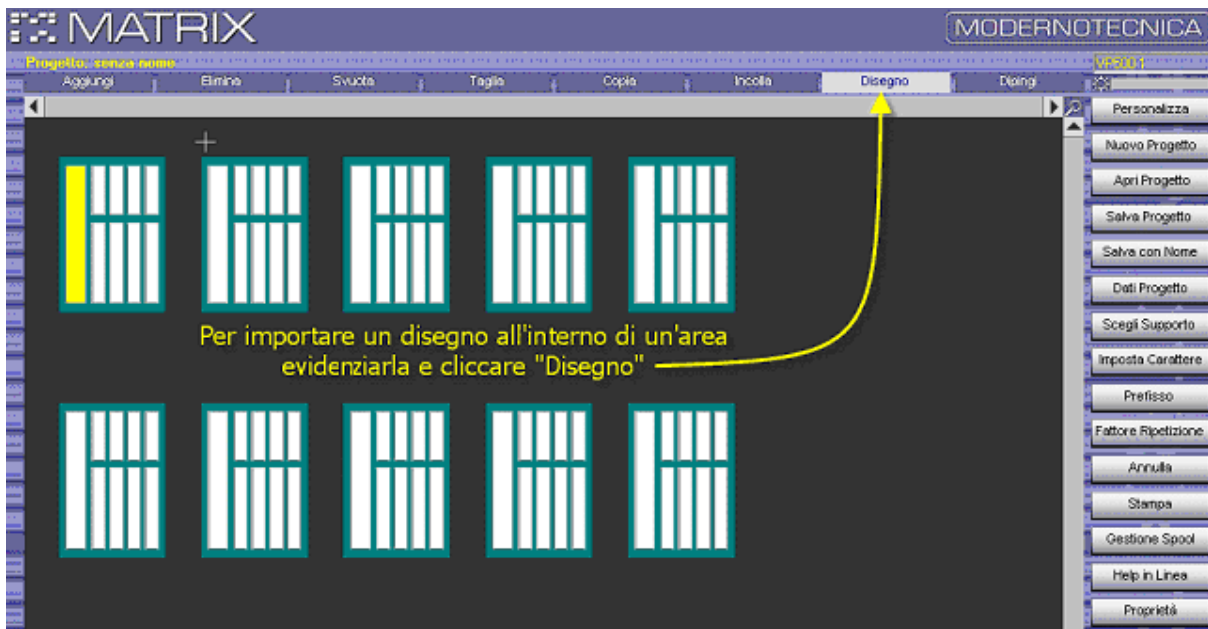 MATRIX
MODERNOTECNICA
Progetto: senza nome
VP600 1
Aggiungi Elimina Svuota Taglia Copia Incolla Disegno Dipingi
Personalizza
Nuovo Progetto
Apri Progetto
Salva Progetto
Salva con Nome
Dati Progetto
Scegli Supporto
Imposta Carattere
Prefisso
Fattore Ripetizione
Annulla
Stampa
Gestione Spool
Help in Linea
Proprietà
Per importare un disegno all'interno di un'area
evidenziarla e cliccare "Disegno"